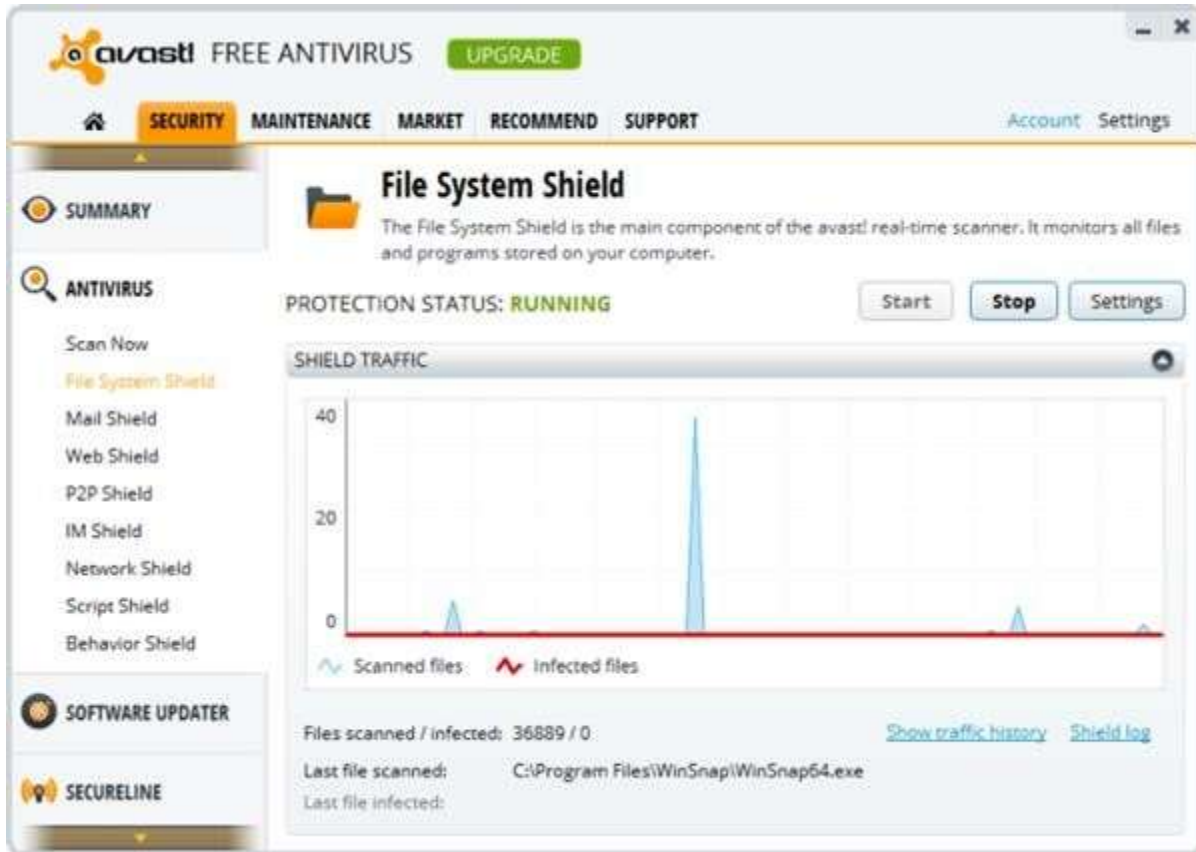 avast! FREE ANTIVIRUS UPGRADE
SECURITY MAINTENANCE MARKET RECOMMEND SUPPORT Account Settings
SUMMARY
ANTIVIRUS
Scan Now
File System Shield
Mail Shield
Web Shield
P2P Shield
IM Shield
Network Shield
Script Shield
Behavior Shield
SOFTWARE UPDATER
SECURELINE
File System Shield
The File System Shield is the main component of the avast! real-time scanner. It monitors all files
and programs stored on your computer.
PROTECTION STATUS: RUNNING Start Stop Settings
SHIELD TRAFFIC
40
20
0
Scanned files Infected files
Files scanned / infected: 36889 / 0 Show traffic history Shield log
Last file scanned: C:\Program Files\WinSnap\WinSnap64.exe
Last file infected: